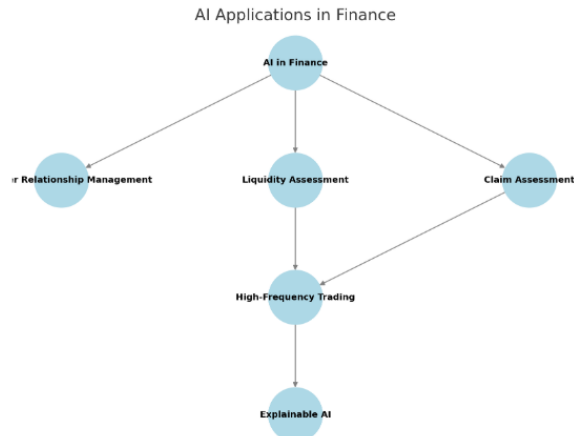 AI Applications in Finance
AI in Finance
r Relationship Management
Liquidity Assessment
Claim Assessment
High-Frequency Trading
Explainable AI